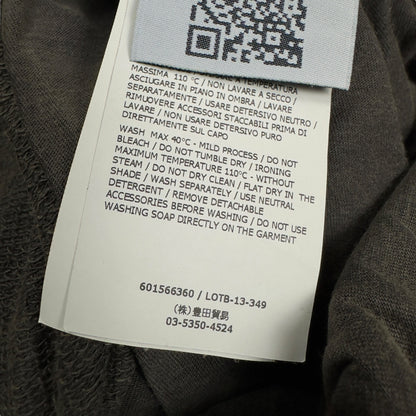 MASSIMA 110 °C / NON LAVARE A SECCO /
ASCIUGARE IN PIANO IN OMBRA / LAVARE
SEPARATAMENTE / USARE DETERSIVO NEUTRO /
RIMUOVERE ACCESSORI STACCABILI PRIMA DI
LAVARE / NON USARE DETERSIVO PURO
DIRETTAMENTE SUL CAPO
WASH MAX 40°C - MILD PROCESS / DO NOT
BLEACH / DO NOT TUMBLE DRY / IRONING
MAXIMUM TEMPERATURE 110°C - WITHOUT
STEAM / DO NOT DRY CLEAN / FLAT DRY IN THE
SHADE / WASH SEPARATELY / USE NEUTRAL
DETERGENT / REMOVE DETACHABLE
ACCESSORIES BEFORE WASHING / DO NOT USE
WASHING SOAP DIRECTLY ON THE GARMENT
601566360 / LOTB-13-349
(株)豊田貿易
03-5350-4524